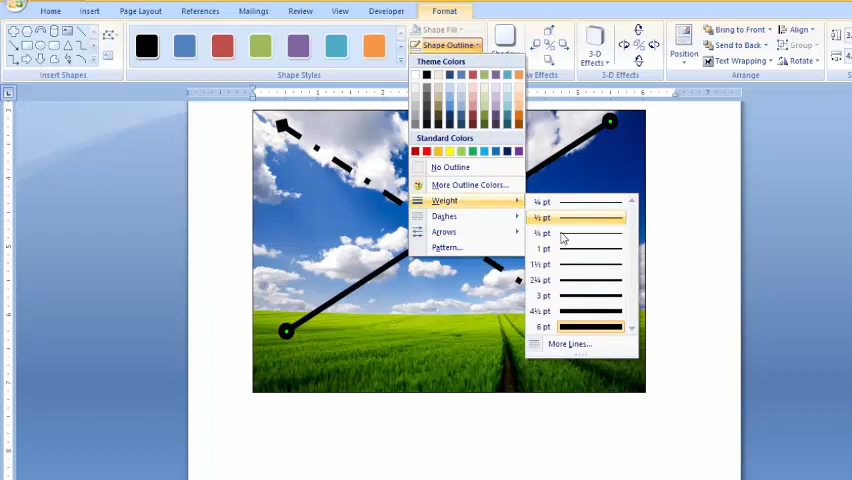 Home Insert Page Layout References Mailings Review View Developer Format
Shape Fill
Shape Outline
Bring to Front
Align
Send to Back
Group
Text Wrapping
Rotate
Position
3-D
Effects
Insert Shapes
Shape Styles
Effects
3-D Effects
Arrange
Theme Colors
Standard Colors
No Outline
More Outline Colors...
Weight
Dashes
Arrows
Pattern...
¼ pt
½ pt
¾ pt
1 pt
1½ pt
2¼ pt
3 pt
4½ pt
6 pt
More Lines...